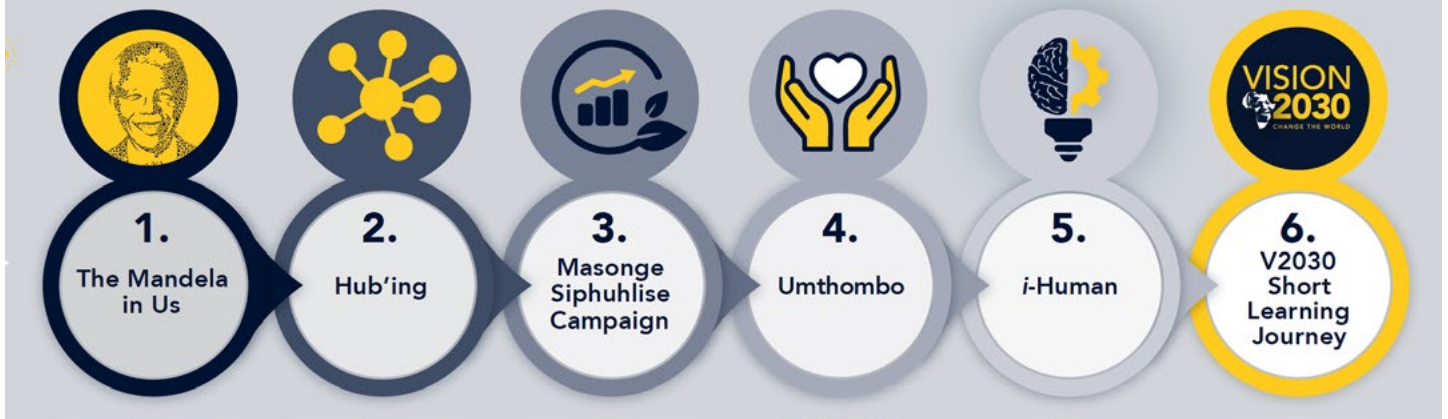 VISION
2030
CHANGE THE WORLD
1.
The Mandela
in Us
2.
Hub'ing
3.
Masonge
Siphuhlise
Campaign
4.
Umthombo
5.
i-Human
6.
V2030
Short
Learning
Journey